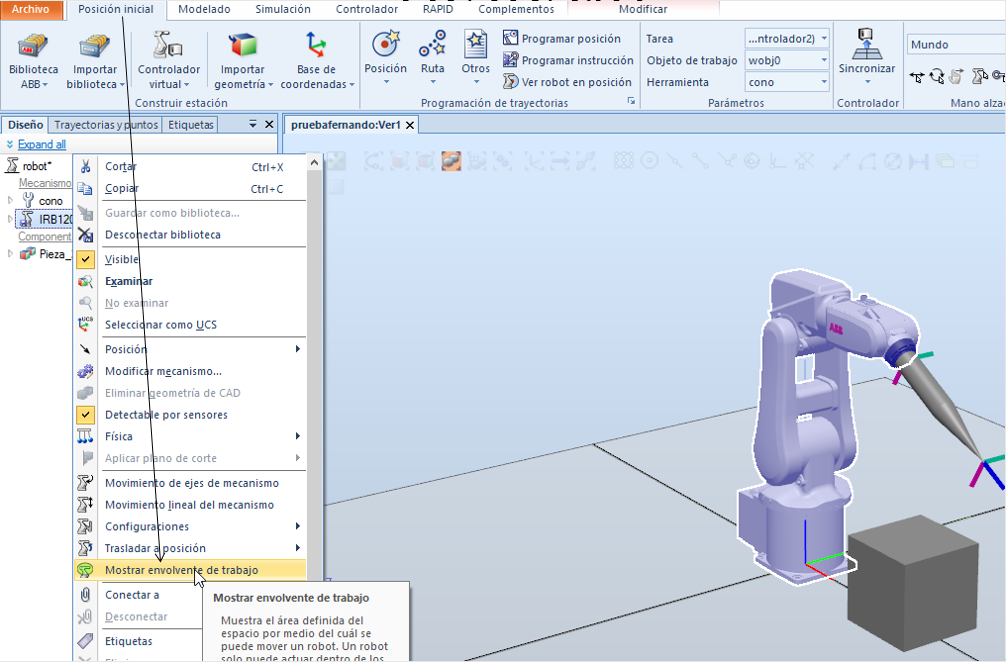 Archivo
Posición inicial
Modelado
Simulación
Controlador
RAPID
Complementos
Modificar
Biblioteca
ABB
Importar
biblioteca
Controlador
virtual
Importar
geometría
Base de
coordenadas
Construir estación
Posición
Ruta
Otros
Programar posición
Programar instrucción
Ver robot en posición
Programación de trayectorias
Tarea
...ntrolador2)
Objeto de trabajo
wobj0
Herramienta
cono
Parámetros
Sincronizar
Controlador
Mundo
Mano alza
Diseño
Trayectorias y puntos
Etiquetas
pruebafernando:Ver1
Expand all
robot*
Mecanismo
cono
IRB120
Component
Pieza_
Cortar Ctrl+X
Copiar Ctrl+C
Guardar como biblioteca...
Desconectar biblioteca
Visible
Examinar
No examinar
UCS
Seleccionar como UCS
Posición
Modificar mecanismo...
Eliminar geometría de CAD
Detectable por sensores
Física
Aplicar plano de corte
Movimiento de ejes de mecanismo
Movimiento lineal del mecanismo
Configuraciones
Trasladar a posición
Mostrar envolvente de trabajo
Conectar a
Desconectar
Etiquetas
Mostrar envolvente de trabajo
Muestra el área definida del
espacio por medio del cuál se
puede mover un robot. Un robot
solo puede actuar dentro de los
ABB